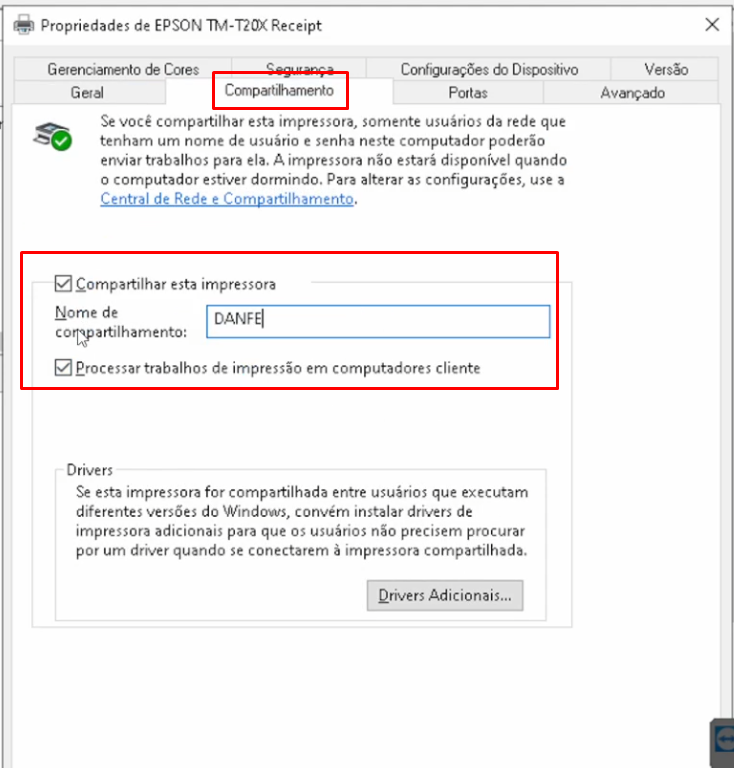 Propriedades de EPSON TM-T20X Receipt
Gerenciamento de Cores Segurança Configurações do Dispositivo Versão
Geral Compartilhamento Portas Avançado
Se você compartilhar esta impressora, somente usuários da rede que
tenham um nome de usuário e senha neste computador poderão
enviar trabalhos para ela. A impressora não estará disponível quando
o computador estiver dormindo. Para alterar as configurações, use a
Central de Rede e Compartilhamento.
Compartilhar esta impressora
Nome de
compartilhamento:
DANFE
Processar trabalhos de impressão em computadores cliente
Drivers
Se esta impressora for compartilhada entre usuários que executam
diferentes versões do Windows, convém instalar drivers de
impressora adicionais para que os usuários não precisem procurar
por um driver quando se conectarem à impressora compartilhada.
Drivers Adicionais...